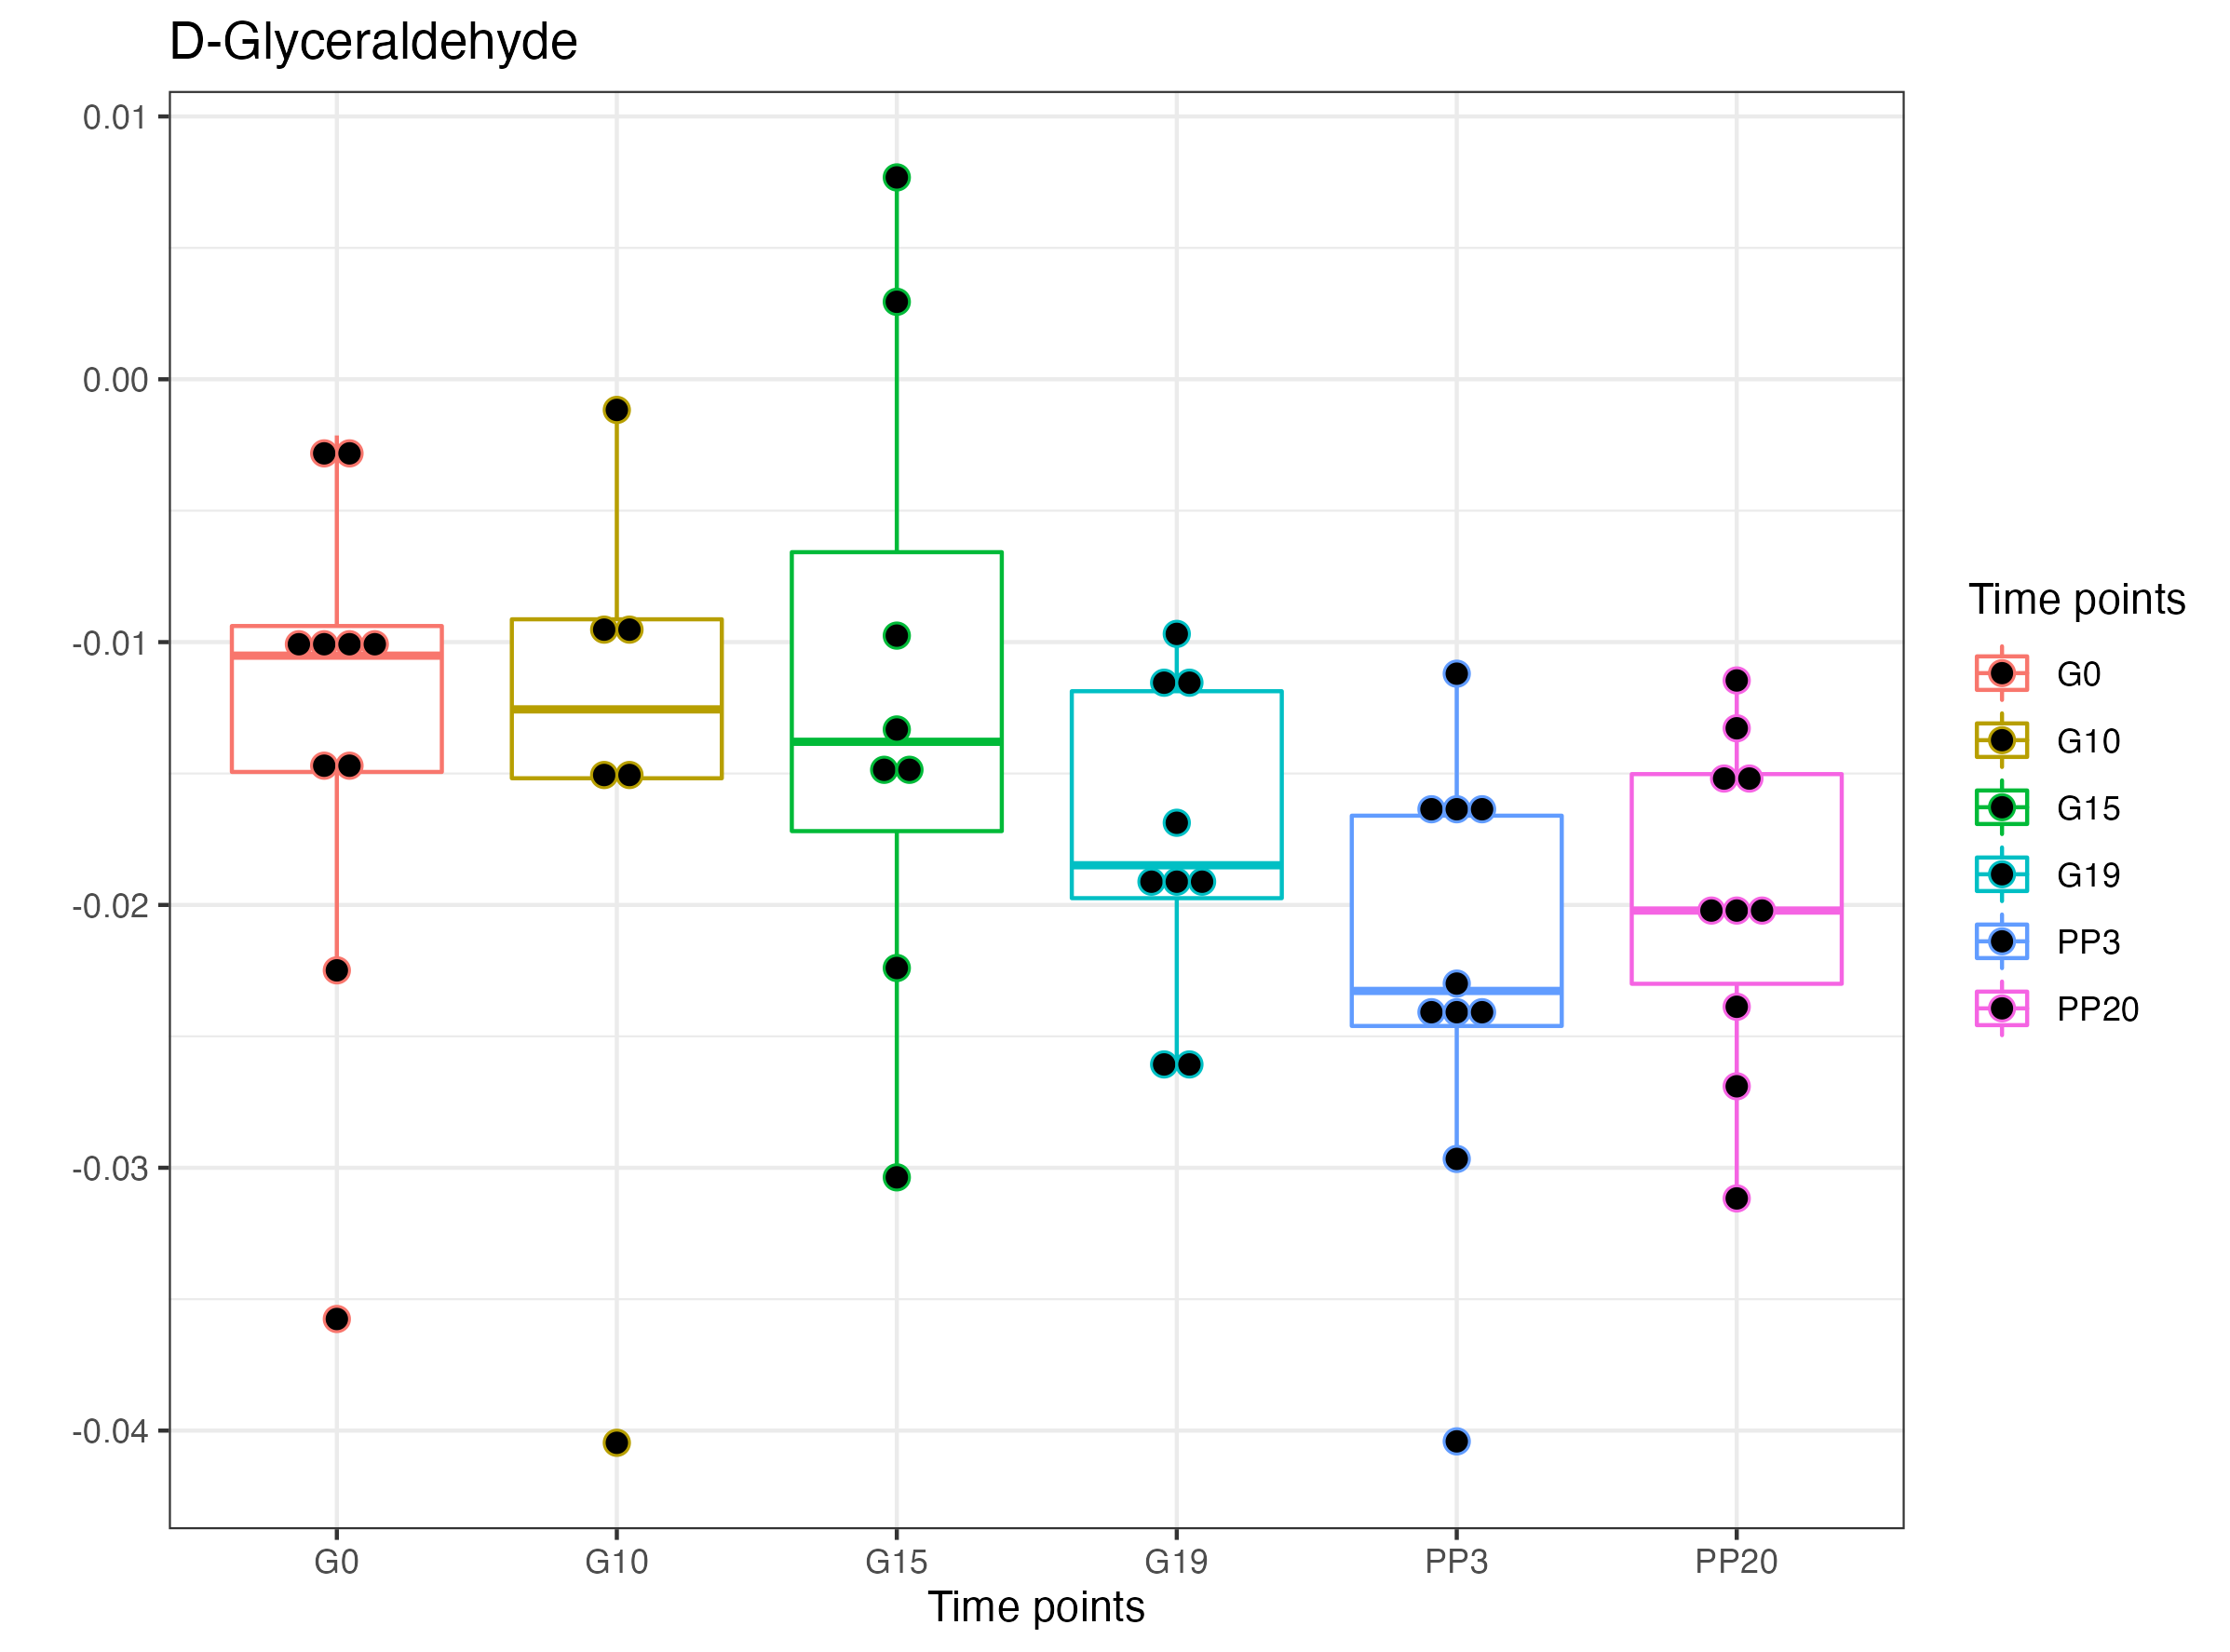 D-Glyceraldehyde
0.01
0.00
-0.01
-0.02
-0.03
-0.04
G0 G10 G15 G19 PP3 PP20
Time points
Time points
G0
G10
G15
G19
PP3
PP20